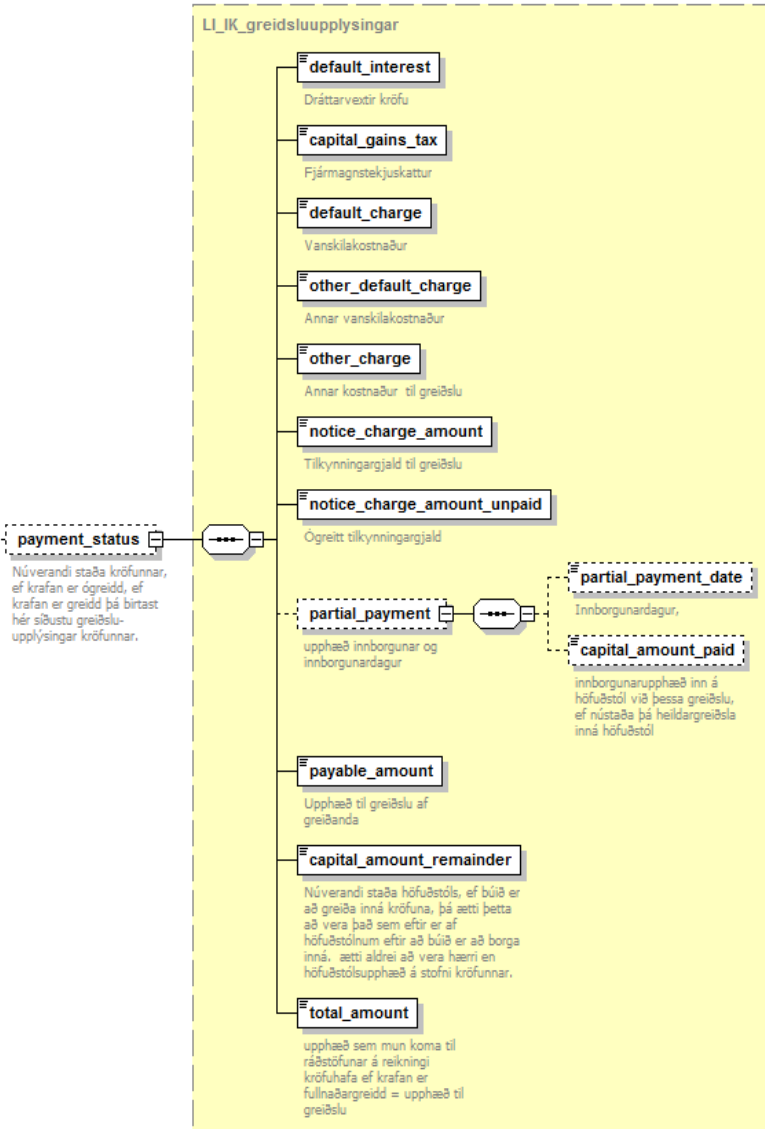 LI_IK_greidsluupplysingar
default_interest
Dráttarvextir kröfu
capital_gains_tax
Fjármagnstekjuskattur
default_charge
Vanskilakostnaður
other_default_charge
Annar vanskilakostnaður
other_charge
Annar kostnaður til greiðslu
notice_charge_amount
Tilkynningargjald til greiðslu
notice_charge_amount_unpaid
Ógreitt tilkynningargjald
payment_status
Núverandi staða kröfunnar,
ef krafan er ógreidd, ef
krafan er greidd þá birtast
hér síðustu greiðslu-
upplýsingar kröfunnar.
partial_payment
upphæð innborgunar og
innborgunardagur
partial_payment_date
Innborgunardagur,
capital_amount_paid
innborgunarupphæð inn á
höfuðstól við þessa greiðslu,
ef nústaða þá heildargreiðsla
inná höfuðstól
payable_amount
Upphæð til greiðslu af
greiðanda
capital_amount_remainder
Núverandi staða höfuðstóls, ef búið er
að greiða inná kröfuna, þá ætti þetta
að vera það sem eftir er af
höfuðstólnum eftir að búið er að borga
inná. ætti aldrei að vera hærri en
höfuðstólsupphæð á stofni kröfunnar.
total_amount
upphæð sem mun koma til
ráðstöfunar á reikningi
kröfuhafa ef krafan er
fullnaðargreidd = upphæð til
greiðslu